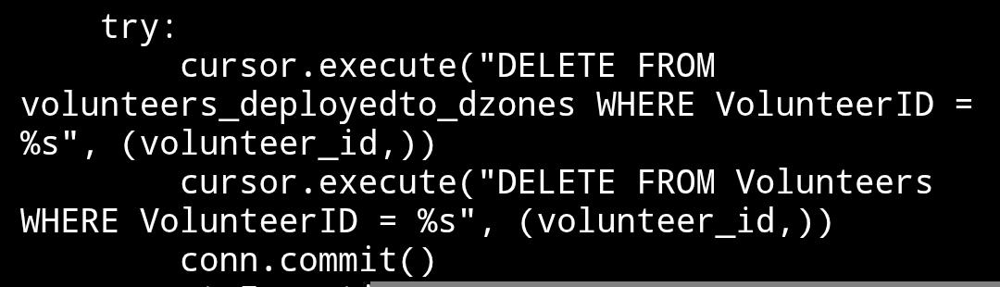 try:
cursor.execute("DELETE FROM
volunteers_deployedto_dzones WHERE VolunteerID =
%s", (volunteer_id,))
cursor.execute("DELETE FROM Volunteers
WHERE VolunteerID = %s", (volunteer_id,))
conn.commit()